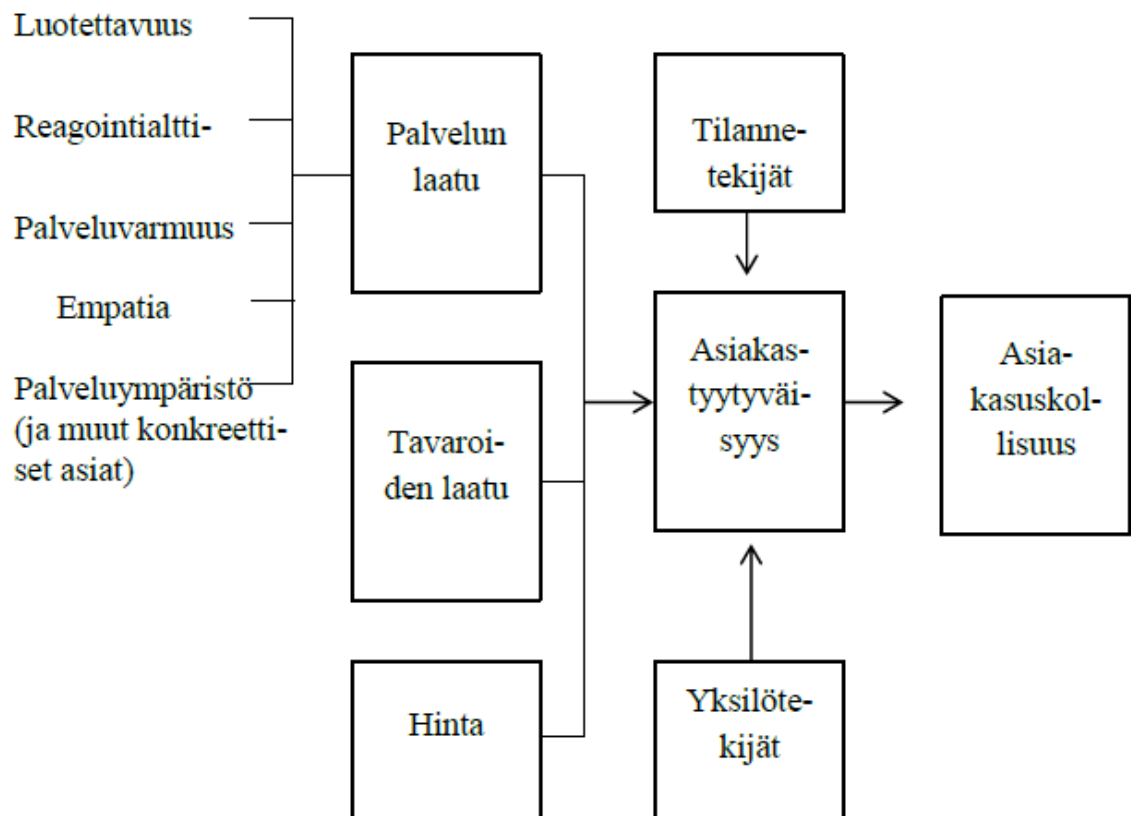 Luotettavuus
Reagointialtti-
Palveluvarmuus
Empatia
Palveluympäristö
(ja muut konkreetti-
set asiat)
Palvelun
laatu
Tavaroi-
den laatu
Hinta
Tilanne-
tekijät
Asiakas-
tyytyväi-
syys
Yksilöte-
kijät
Asia-
kasuskol-
lisuus